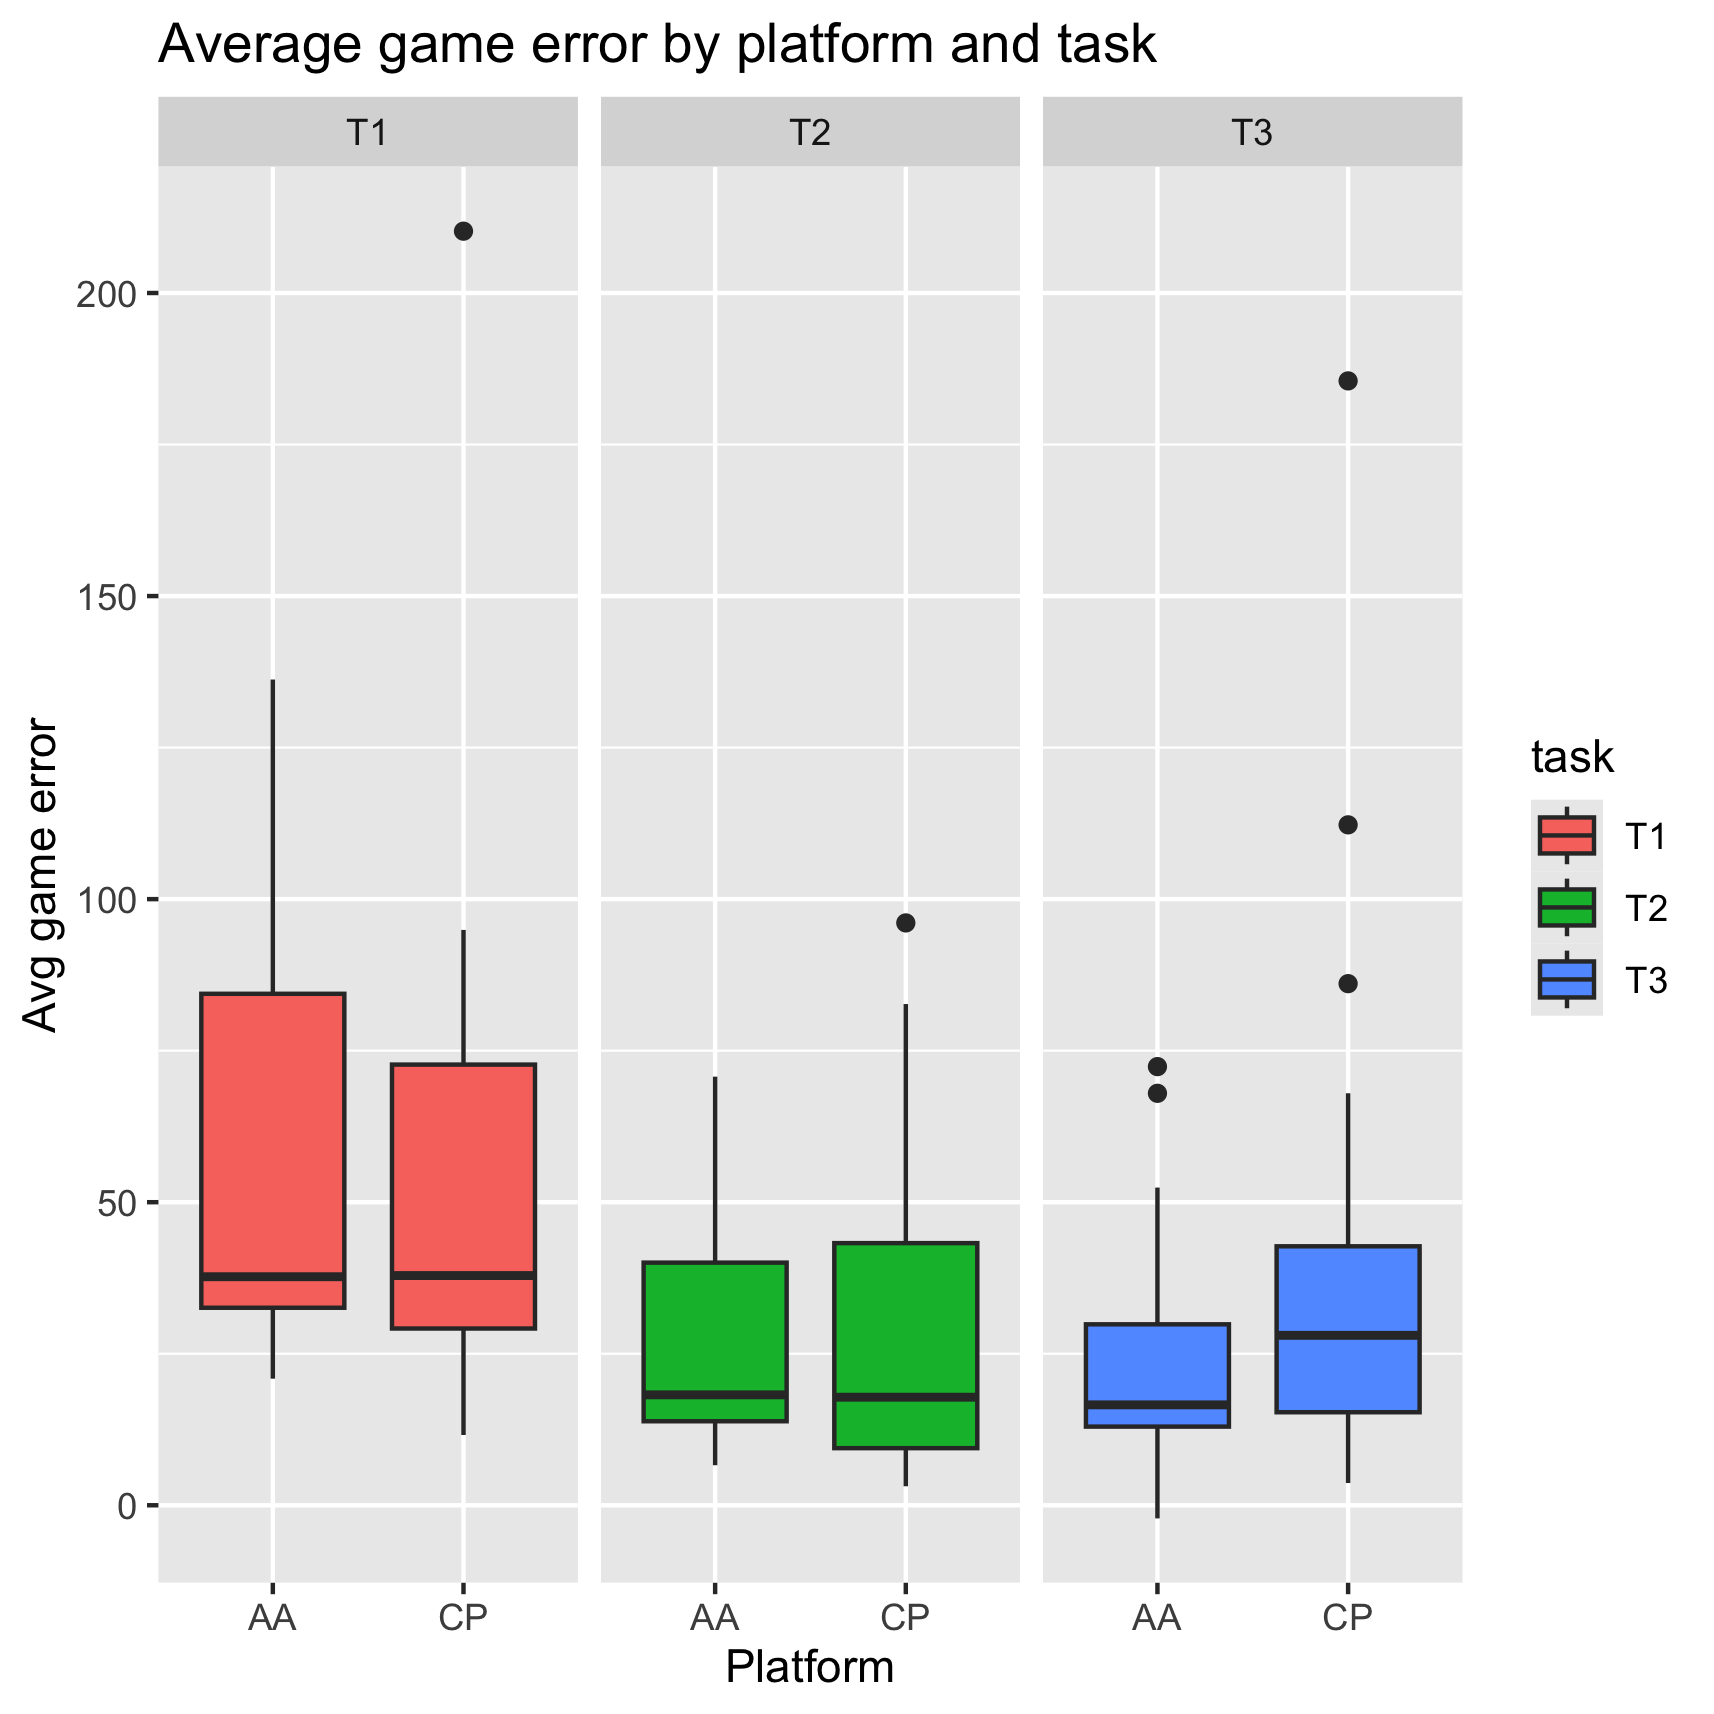 Average game error by platform and task
T1
T2
T3
200
150
100
50
0
Avg game error
AA
CP
AA
CP
AA
CP
Platform
task
T1
T2
T3